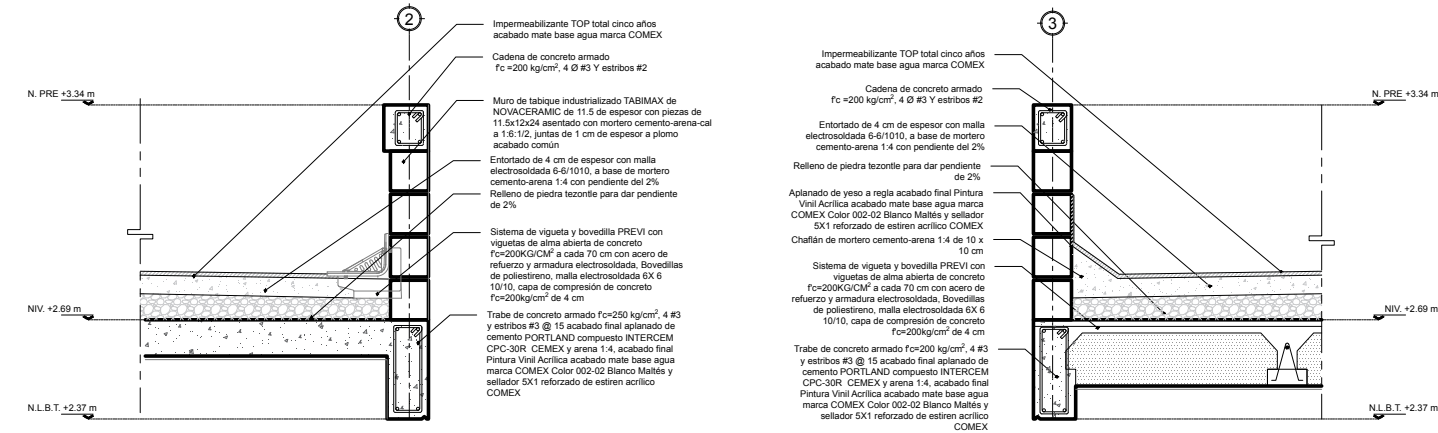 2
Impermeabilizante TOP total cinco años
acabado mate base agua marca COMEX
Cadena de concreto armado
f'c =200 kg/cm², 4 Ø #3 Y estribos #2
N. PRE +3.34 m
Muro de tabique industrializado TABIMAX de
NOVACERAMIC de 11.5 de espesor con piezas de
11.5x12x24 asentado con mortero cemento-arena-cal
a 1:6:1/2, juntas de 1 cm de espesor a plomo
acabado común
Entortado de 4 cm de espesor con malla
electrosoldada 6-6/1010, a base de mortero
cemento-arena 1:4 con pendiente del 2%
Relleno de piedra tezontle para dar pendiente
de 2%
Sistema de vigueta y bovedilla PREVI con
viguetas de alma abierta de concreto
f'c=200KG/CM² a cada 70 cm con acero de
refuerzo y armadura electrosoldada, Bovedillas
de poliestireno, malla electrosoldada 6X 6
10/10, capa de compresión de concreto
f'c=200kg/cm² de 4 cm
NIV. +2.69 m
Trabe de concreto armado f'c=250 kg/cm², 4 #3
y estribos #3 @ 15 acabado final aplanado de
cemento PORTLAND compuesto INTERCEM
CPC-30R CEMEX y arena 1:4, acabado final
Pintura Vinil Acrílica acabado mate base agua
marca COMEX Color 002-02 Blanco Maltés y
sellador 5X1 reforzado de estiren acrílico
COMEX
N.L.B.T. +2.37 m
3
Impermeabilizante TOP total cinco años
acabado mate base agua marca COMEX
Cadena de concreto armado
f'c =200 kg/cm², 4 Ø #3 Y estribos #2
N. PRE +3.34 m
Entortado de 4 cm de espesor con malla
electrosoldada 6-6/1010, a base de mortero
cemento-arena 1:4 con pendiente del 2%
Relleno de piedra tezontle para dar pendiente
de 2%
Aplanado de yeso a regla acabado final Pintura
Vinil Acrílica acabado mate base agua marca
COMEX Color 002-02 Blanco Maltés y sellador
5X1 reforzado de estiren acrílico COMEX
Chaflán de mortero cemento-arena 1:4 de 10 x
10 cm
Sistema de vigueta y bovedilla PREVI con
viguetas de alma abierta de concreto
f'c=200KG/CM² a cada 70 cm con acero de
refuerzo y armadura electrosoldada, Bovedillas
de poliestireno, malla electrosoldada 6X 6
10/10, capa de compresión de concreto
f'c=200kg/cm² de 4 cm
NIV. +2.69 m
Trabe de concreto armado f'c=200 kg/cm², 4 #3
y estribos #3 @ 15 acabado final aplanado de
cemento PORTLAND compuesto INTERCEM
CPC-30R CEMEX y arena 1:4, acabado final
Pintura Vinil Acrílica acabado mate base agua
marca COMEX Color 002-02 Blanco Maltés y
sellador 5X1 reforzado de estiren acrílico
COMEX
N.L.B.T. +2.37 m